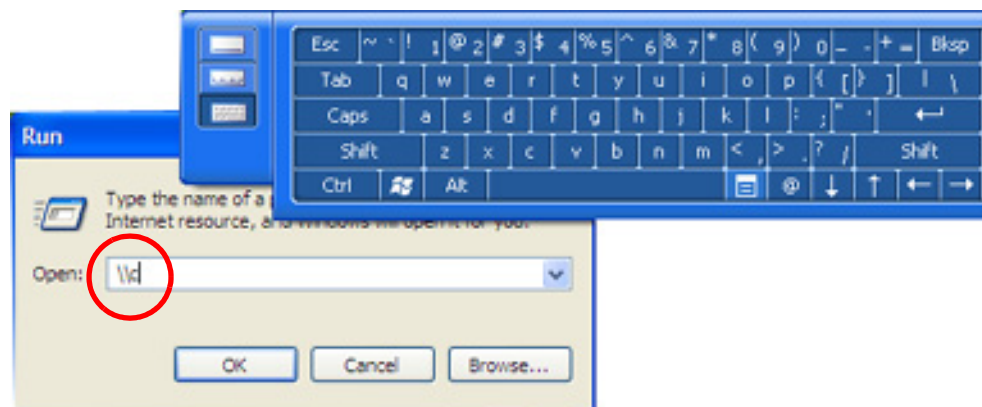 Esc ~ ` ! 1 @ 2 # 3 $ 4 % 5 ^ 6 & 7 * 8 ( 9 ) 0 _ - + = Bksp
Tab q w e r t y u i o p { [ } ] | \
Caps a s d f g h j k l : ; " '
Shift z x c v b n m < , > . ? / Shift
Ctrl Alt @ ↓ ↑ ← →
Run
Type the name of a
Internet resource, and Windows will open it for you.
Open: \\c
OK Cancel Browse...